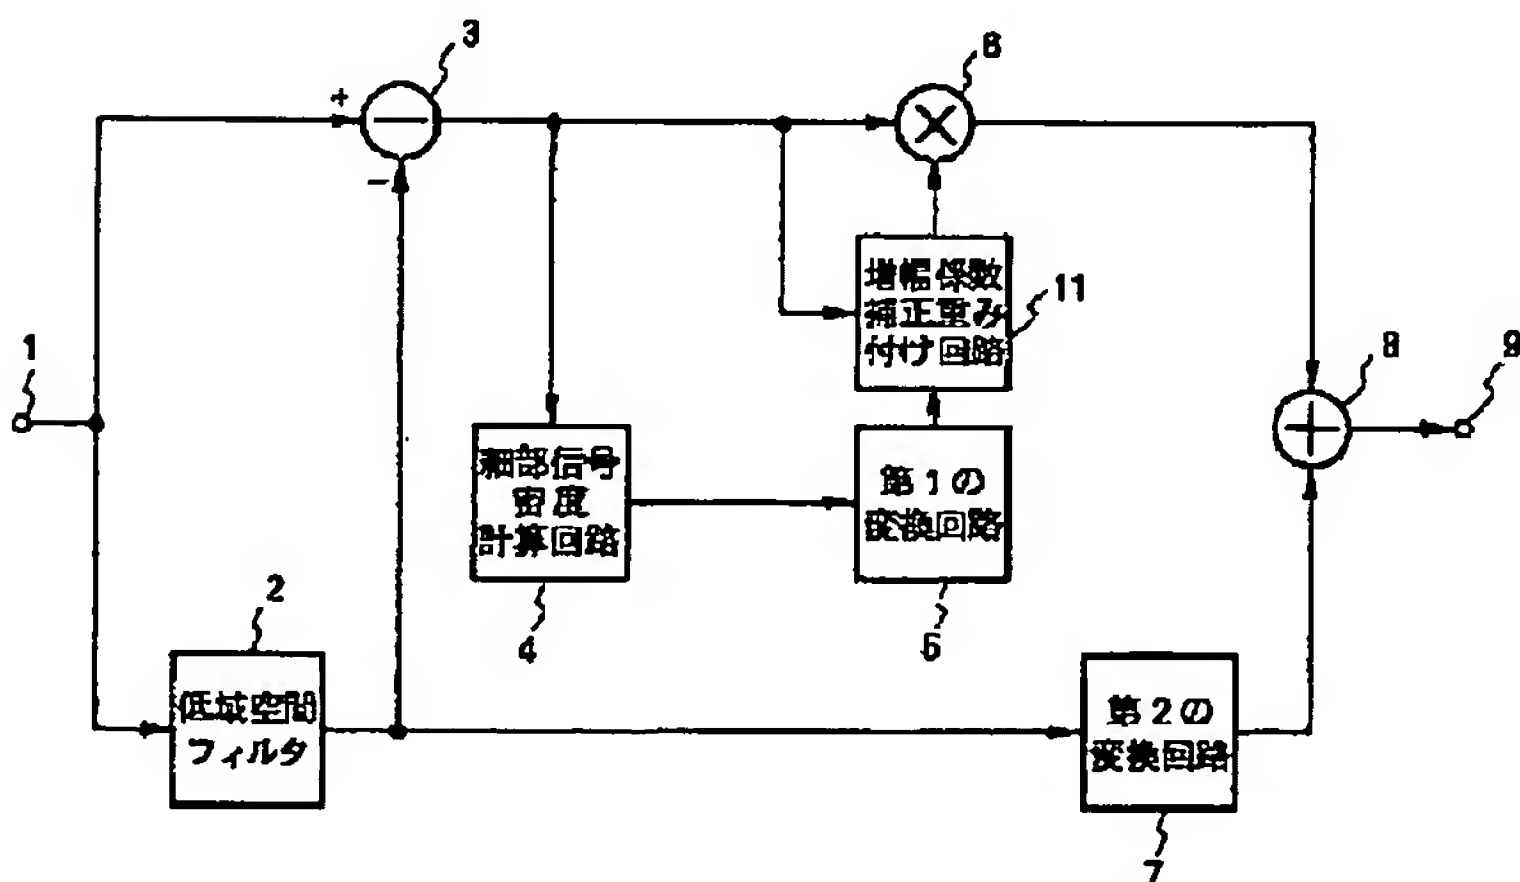 3
6
+
-
増幅係数
補正重み
付け回路
11
1
8
9
細部信号
密度
計算回路
第1の
変換回路
4
5
2
低域空間
フィルタ
第2の
変換回路
7